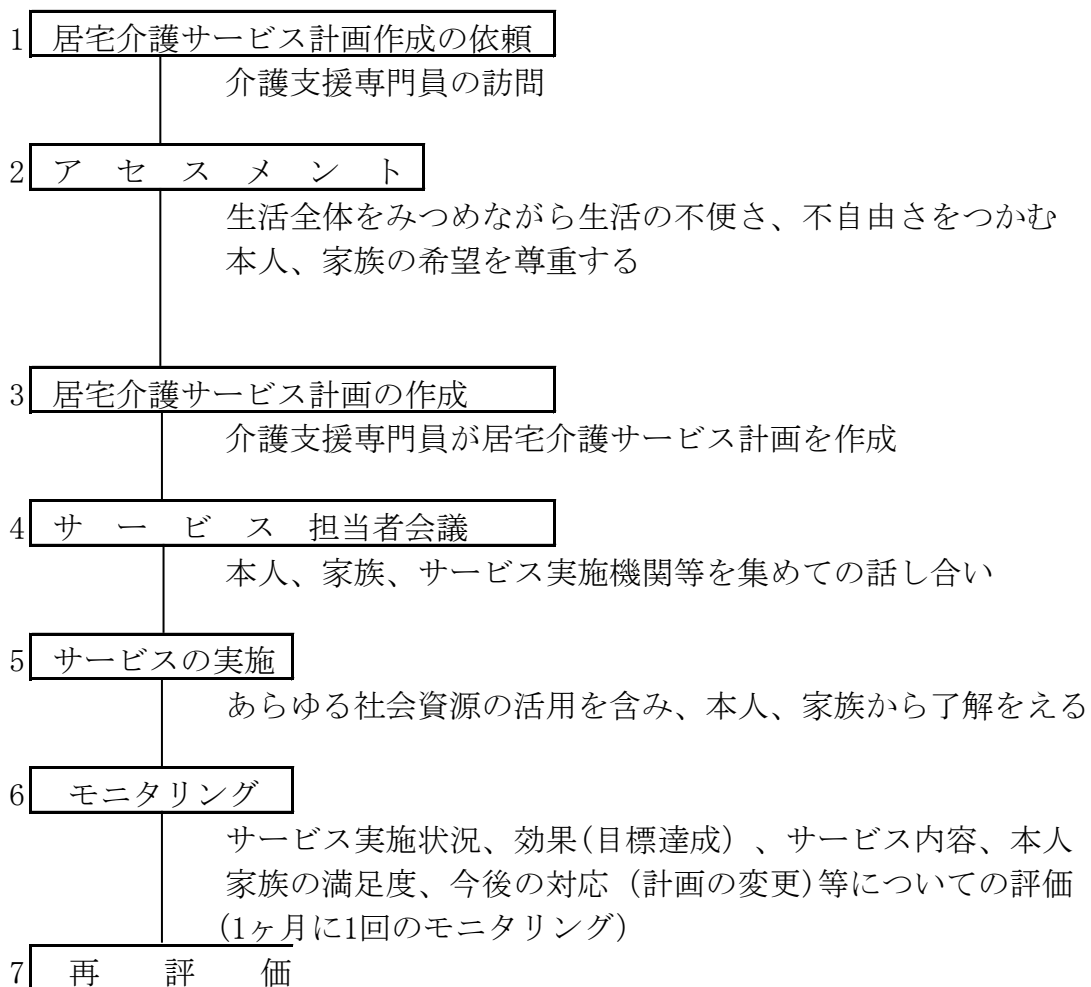 1 居宅介護サービス計画作成の依頼
介護支援専門員の訪問
2 アセスメント
生活全体をみつめながら生活の不便さ、不自由さをつかむ
本人、家族の希望を尊重する
3 居宅介護サービス計画の作成
介護支援専門員が居宅介護サービス計画を作成
4 サービス 担当者会議
本人、家族、サービス実施機関等を集めての話し合い
5 サービスの実施
あらゆる社会資源の活用を含み、本人、家族から了解をえる
6 モニタリング
サービス実施状況、効果(目標達成)、サービス内容、本人
家族の満足度、今後の対応(計画の変更)等についての評価
(1ヶ月に1回のモニタリング)
7 再評価